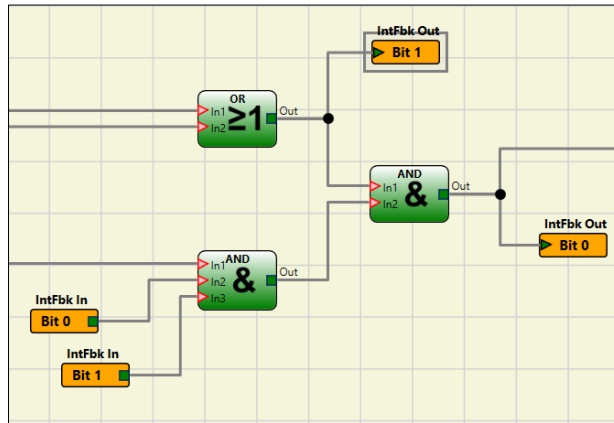 IntFbk Out
Bit 1
OR
In1
In2
≥1
Out
AND
In1
In2
&
Out
IntFbk Out
Bit 0
AND
In1
In2
In3
&
Out
IntFbk In
Bit 0
IntFbk In
Bit 1